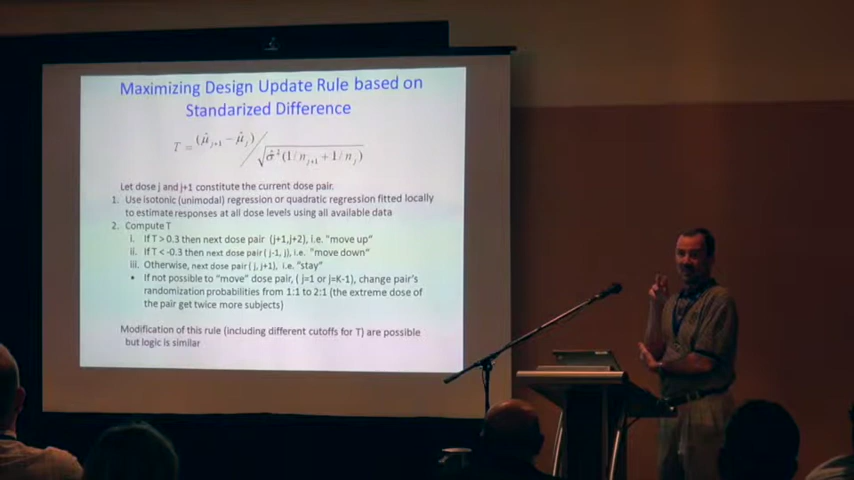 Maximizing Design Update Rule based on
Standarized Difference
T = (μ̂ j+1 − μ̂ j) / √σ̂ ²(1/n j+1 + 1/n j)
Let dose j and j+1 constitute the current dose pair.
1. Use isotonic (unimodal) regression or quadratic regression fitted locally
to estimate responses at all dose levels using all available data
2. Compute T
i. If T > 0.3 then next dose pair (j+1,j+2), i.e. "move up"
ii. If T < -0.3 then next dose pair ( j-1, j), i.e. "move down"
iii. Otherwise, next dose pair ( j, j+1), i.e. "stay"
• If not possible to "move" dose pair, ( j=1 or j=K-1), change pair's
randomization probabilities from 1:1 to 2:1 (the extreme dose of
the pair get twice more subjects)
Modification of this rule (including different cutoffs for T) are possible
but logic is similar